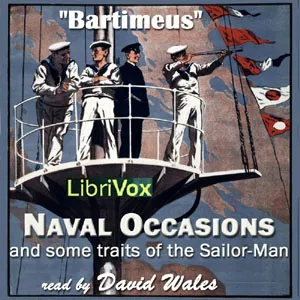 "Bartimeus"
LibriVox
NAVAL OCCASIONS
and some traits of the Sailor-Man
read by David Wales